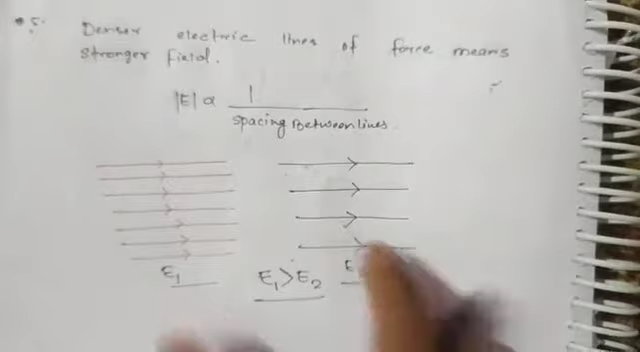 5.
Denser electric lines of force means
stronger field.
|E| ∝ 1
spacing Between lines.
E1
E1>E2
E